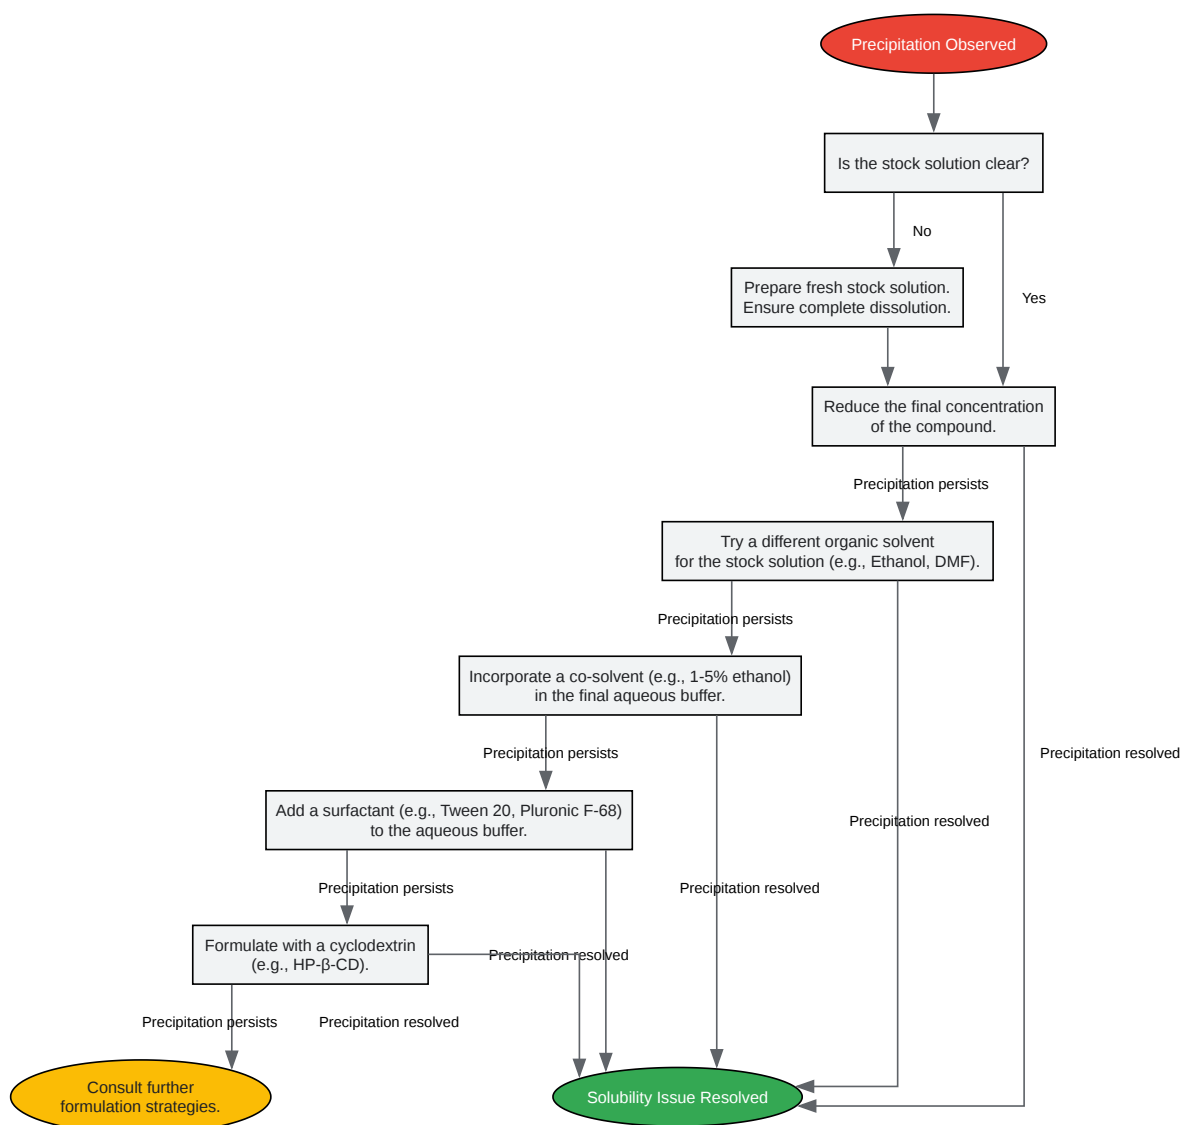 Precipitation Observed
Is the stock solution clear?
No
Prepare fresh stock solution.
Ensure complete dissolution.
Yes
Reduce the final concentration
of the compound.
Precipitation persists
Try a different organic solvent
for the stock solution (e.g., Ethanol, DMF).
Precipitation persists
Incorporate a co-solvent (e.g., 1-5% ethanol)
in the final aqueous buffer.
Precipitation persists
Precipitation resolved
Add a surfactant (e.g., Tween 20, Pluronic F-68)
to the aqueous buffer.
Precipitation resolved
Precipitation persists
Precipitation resolved
Formulate with a cyclodextrin
(e.g., HP-β-CD).
Precipitation resolved
Precipitation persists
Precipitation resolved
Consult further
formulation strategies.
Solubility Issue Resolved